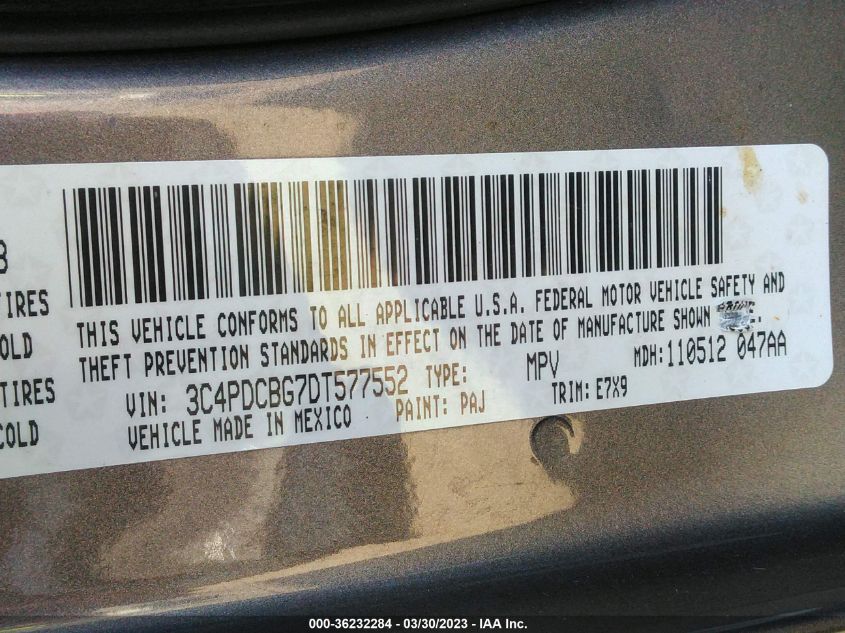 8
TIRES
COLD
TIRES
COLD
THIS VEHICLE CONFORMS TO ALL APPLICABLE U.S.A. FEDERAL MOTOR VEHICLE SAFETY AND
THEFT PREVENTION STANDARDS IN EFFECT ON THE DATE OF MANUFACTURE SHOWN
VIN: 3C4PDCBG7DT577552 TYPE: MPV MDH:110512 047AA
VEHICLE MADE IN MEXICO PAINT: PAJ TRIM: E7X9
000-36232284 - 03/30/2023 - IAA Inc.